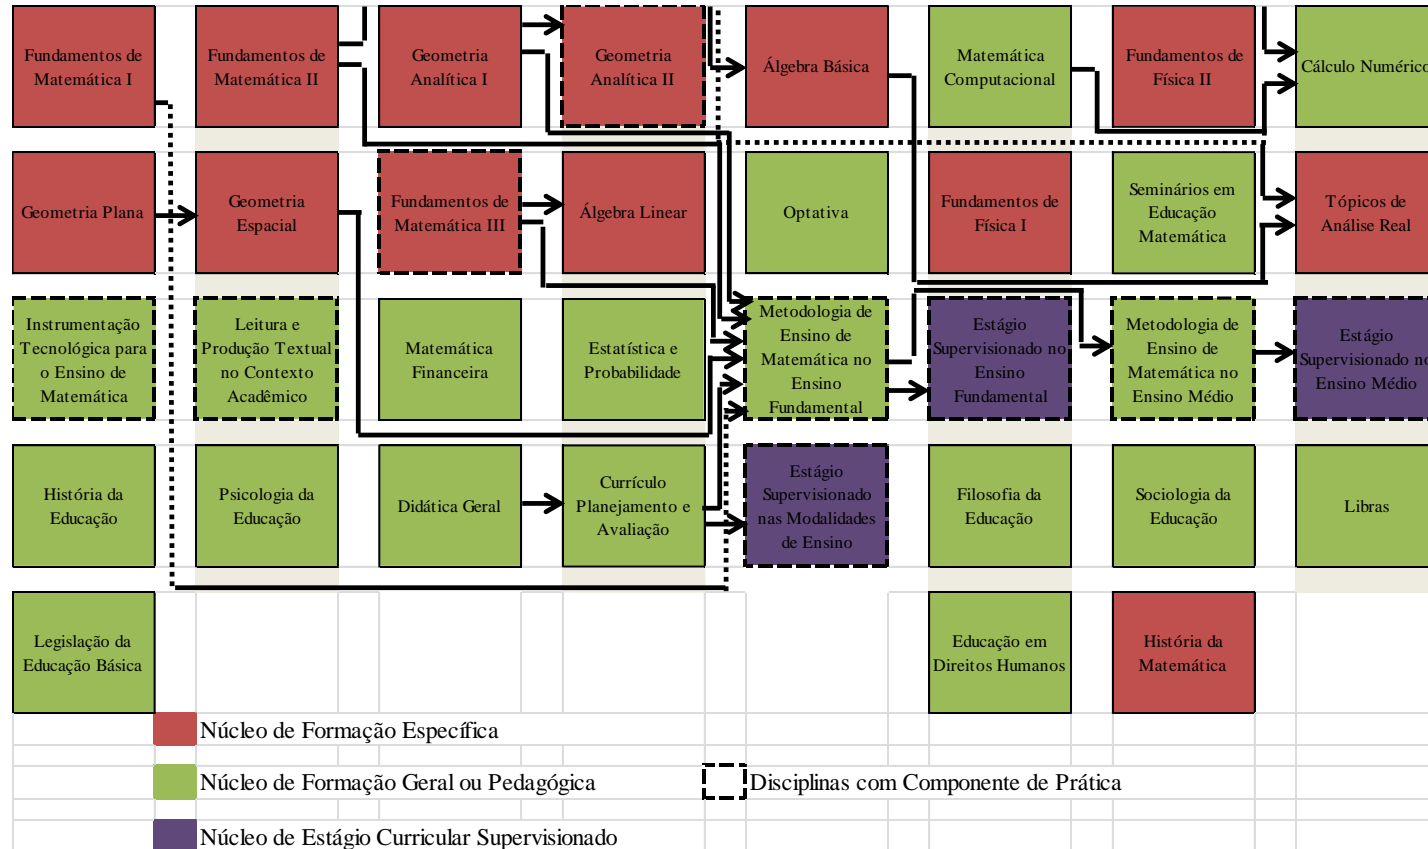 Fundamentos de
Matemática I
Fundamentos de
Matemática II
Geometria
Analítica I
Geometria
Analítica II
Álgebra Básica
Matemática
Computacional
Fundamentos de
Física II
Cálculo Numérico
Geometria Plana
Geometria
Espacial
Fundamentos de
Matemática III
Álgebra Linear
Optativa
Fundamentos de
Física I
Seminários em
Educação
Matemática
Tópicos de
Análise Real
Instrumentação
Tecnológica para
o Ensino de
Matemática
Leitura e
Produção Textual
no Contexto
Acadêmico
Matemática
Financeira
Estatística e
Probabilidade
Metodologia de
Ensino de
Matemática no
Ensino
Fundamental
Estágio
Supervisionado no
Ensino
Fundamental
Metodologia de
Ensino de
Matemática no
Ensino Médio
Estágio
Supervisionado no
Ensino Médio
História da
Educação
Psicologia da
Educação
Didática Geral
Currículo
Planejamento e
Avaliação
Estágio
Supervisionado
nas Modalidades
de Ensino
Filosofia da
Educação
Sociologia da
Educação
Libras
Legislação da
Educação Básica
Educação em
Direitos Humanos
História da
Matemática
Núcleo de Formação Específica
Núcleo de Formação Geral ou Pedagógica
Disciplinas com Componente de Prática
Núcleo de Estágio Curricular Supervisionado